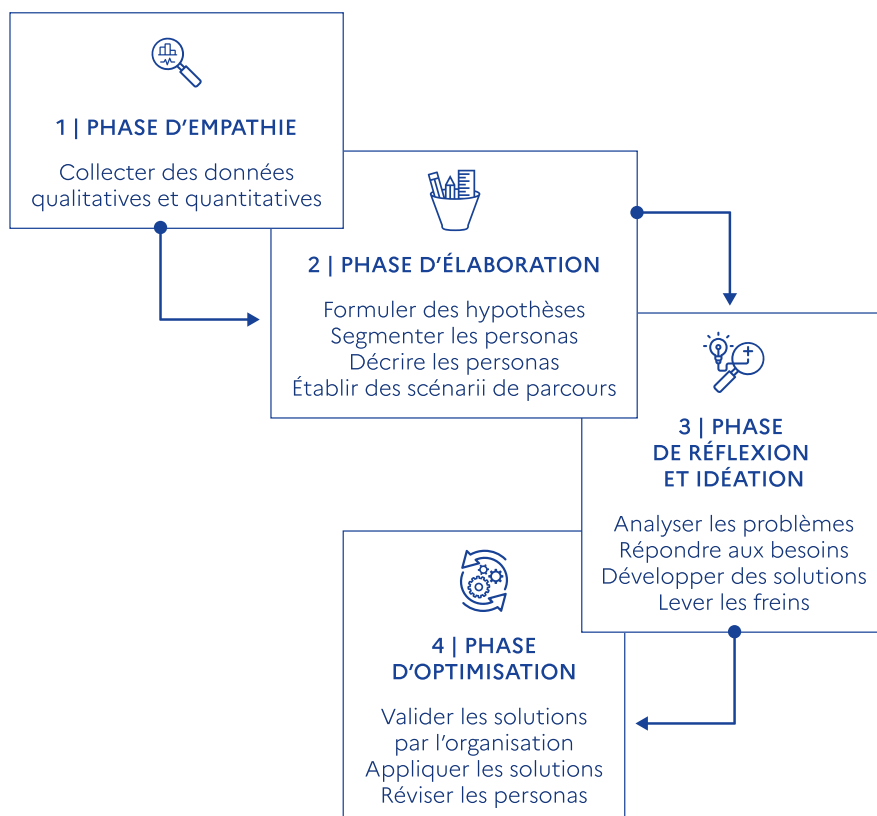 1 | PHASE D'EMPATHIE
Collecter des données
qualitatives et quantitatives
2 | PHASE D'ÉLABORATION
Formuler des hypothèses
Segmenter les personas
Décrire les personas
Établir des scénarii de parcours
3 | PHASE
DE RÉFLEXION
ET IDÉATION
Analyser les problèmes
Répondre aux besoins
Développer des solutions
Lever les freins
4 | PHASE
D'OPTIMISATION
Valider les solutions
par l'organisation
Appliquer les solutions
Réviser les personas